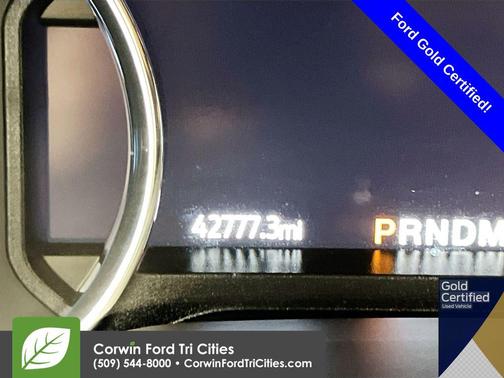 Ford Gold Certified!
42777.3mi
PRNDM
Gold
Certified
Used Vehicle
Corwin Ford Tri Cities
(509) 544-8000 • CorwinFordTriCities.com